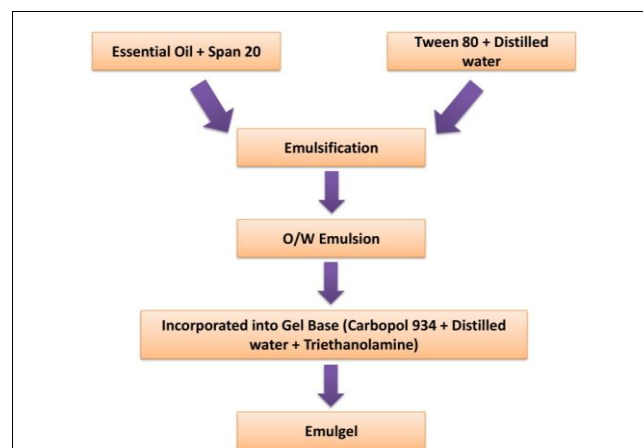 Essential Oil + Span 20
Tween 80 + Distilled
water
Emulsification
O/W Emulsion
Incorporated into Gel Base (Carbopol 934 + Distilled
water + Triethanolamine)
Emulgel